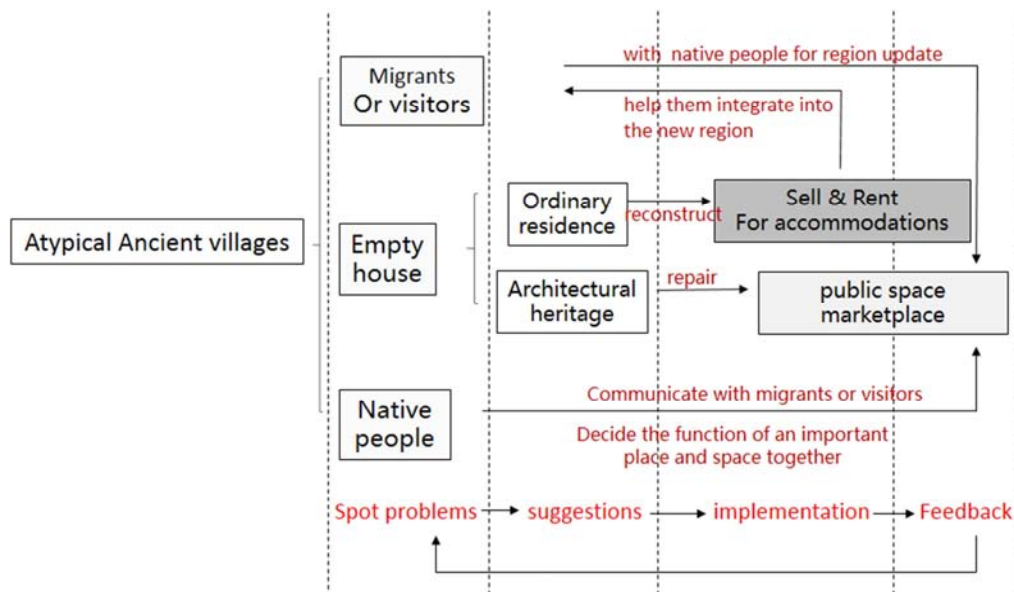 with native people for region update
Migrants
Or visitors
help them integrate into
the new region
Ordinary
residence
reconstruct
Sell & Rent
For accommodations
Atypical Ancient villages
Empty
house
Architectural
heritage
repair
public space
marketplace
Native
people
Communicate with migrants or visitors
Decide the function of an important
place and space together
Spot problems
suggestions
implementation
Feedback